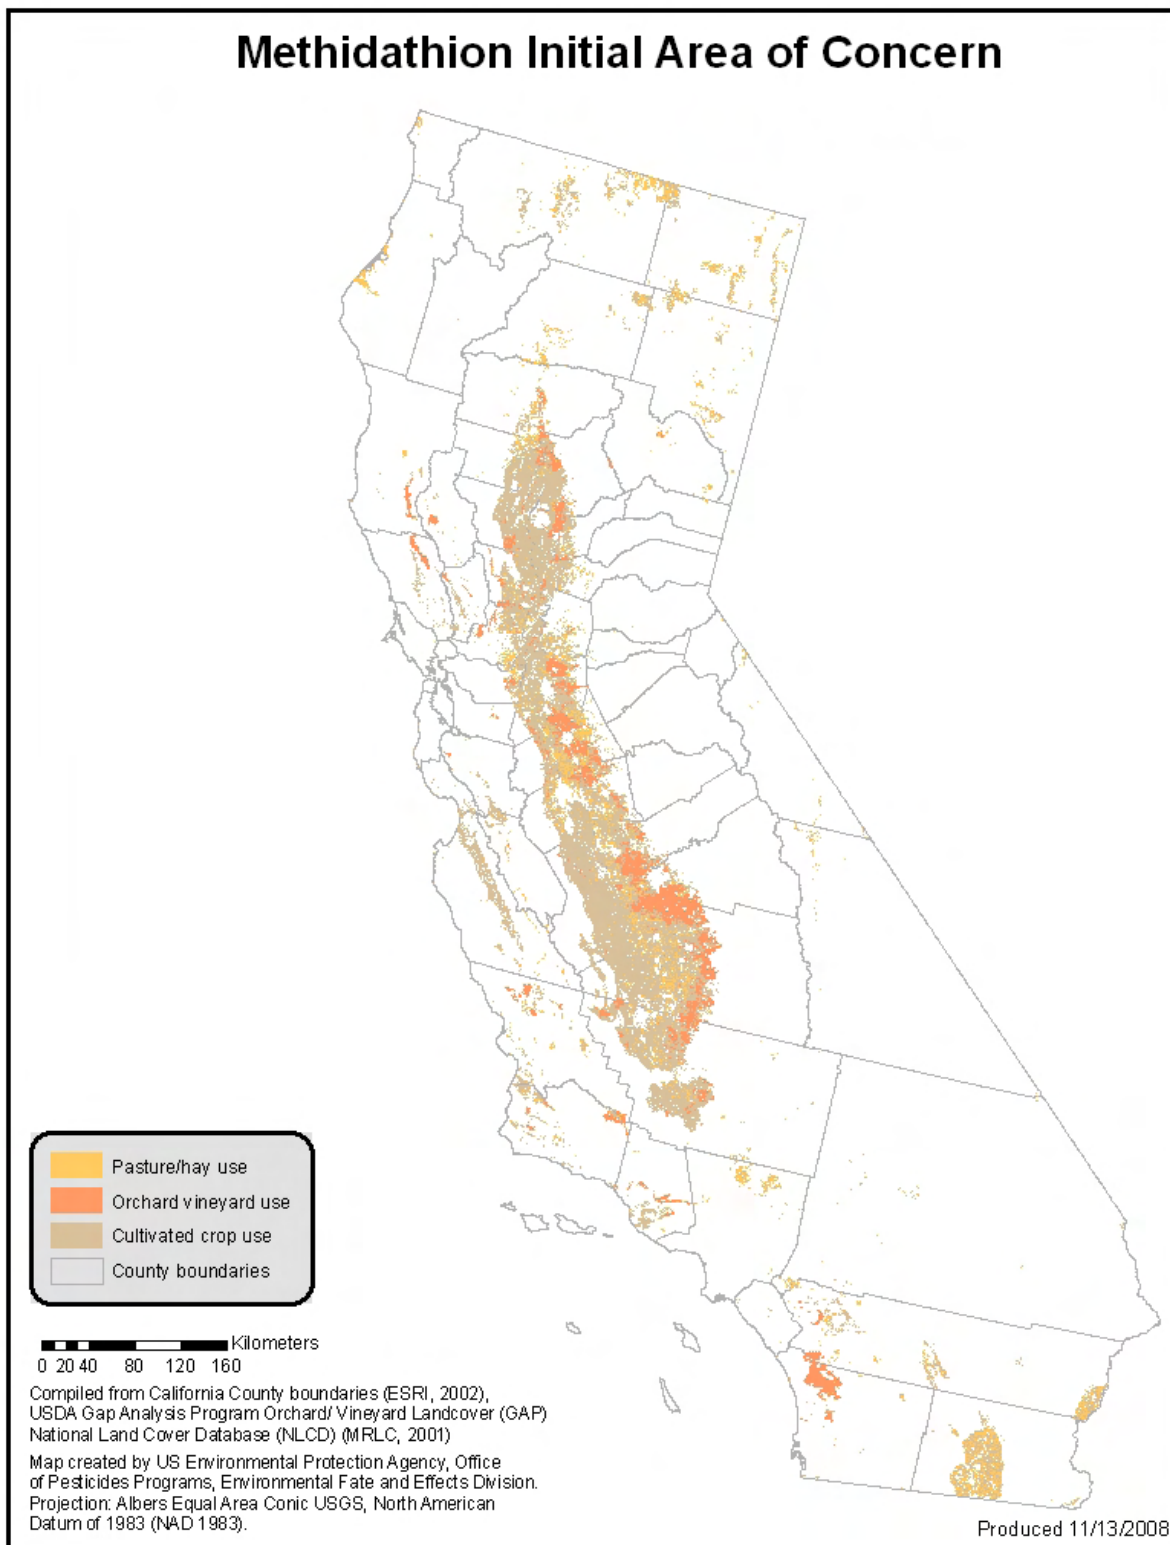 Methidathion Initial Area of Concern
Pasture/hay use
Orchard vineyard use
Cultivated crop use
County boundaries
Kilometers
0 20 40 80 120 160
Compiled from California County boundaries (ESRI, 2002),
USDA Gap Analysis Program Orchard/ Vineyard Landcover (GAP)
National Land Cover Database (NLCD) (MRLC, 2001)
Map created by US Environmental Protection Agency, Office
of Pesticides Programs, Environmental Fate and Effects Division.
Projection: Albers Equal Area Conic USGS, North American
Datum of 1983 (NAD 1983).
Produced 11/13/2008